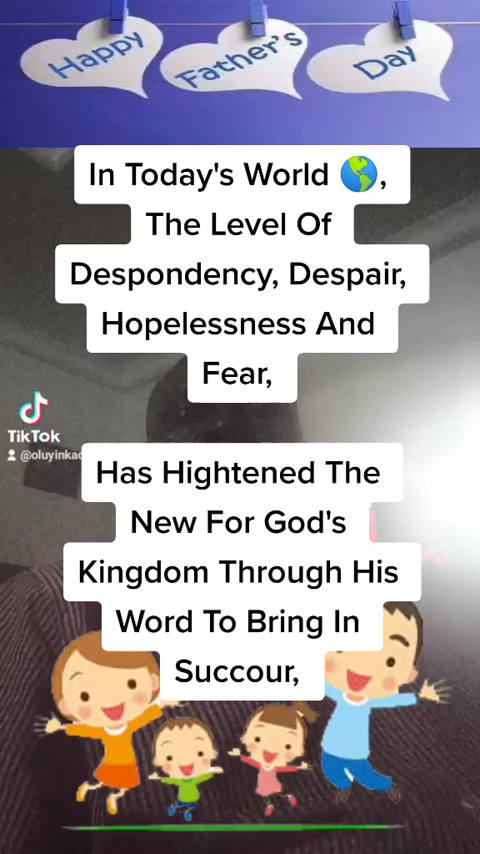 Happy Father's Day
In Today's World 🌎,
The Level Of
Despondency, Despair,
Hopelessness And
Fear,
TikTok
Has Hightened The
New For God's
Kingdom Through His
Word To Bring In
Succour,